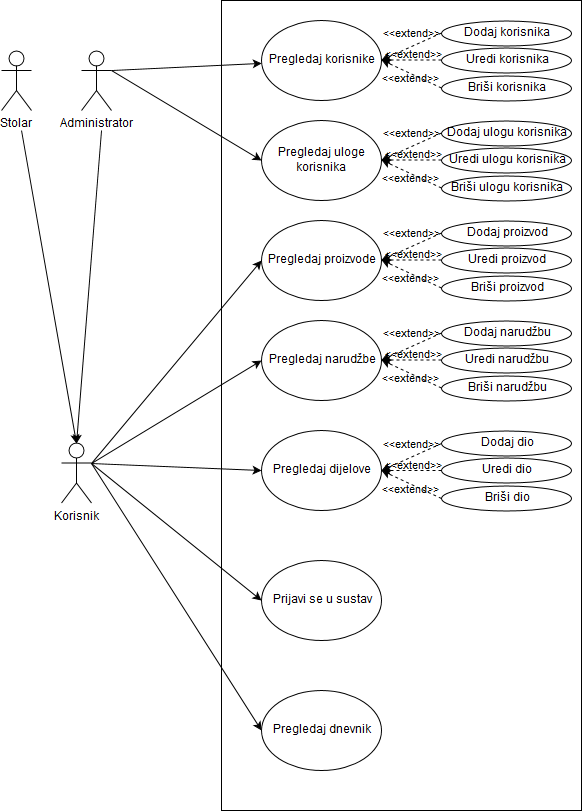 Stolar
Administrator
Korisnik
Pregledaj korisnike
<<extend>>
Dodaj korisnika
<<extend>>
Uredi korisnika
<<extend>>
Briši korisnika
Pregledaj uloge
korisnika
<<extend>>
Dodaj ulogu korisnika
<<extend>>
Uredi ulogu korisnika
<<extend>>
Briši ulogu korisnika
Pregledaj proizvode
<<extend>>
Dodaj proizvod
<<extend>>
Uredi proizvod
<<extend>>
Briši proizvod
Pregledaj narudžbe
<<extend>>
Dodaj narudžbu
<<extend>>
Uredi narudžbu
<<extend>>
Briši narudžbu
Pregledaj dijelove
<<extend>>
Dodaj dio
<<extend>>
Uredi dio
<<extend>>
Briši dio
Prijavi se u sustav
Pregledaj dnevnik